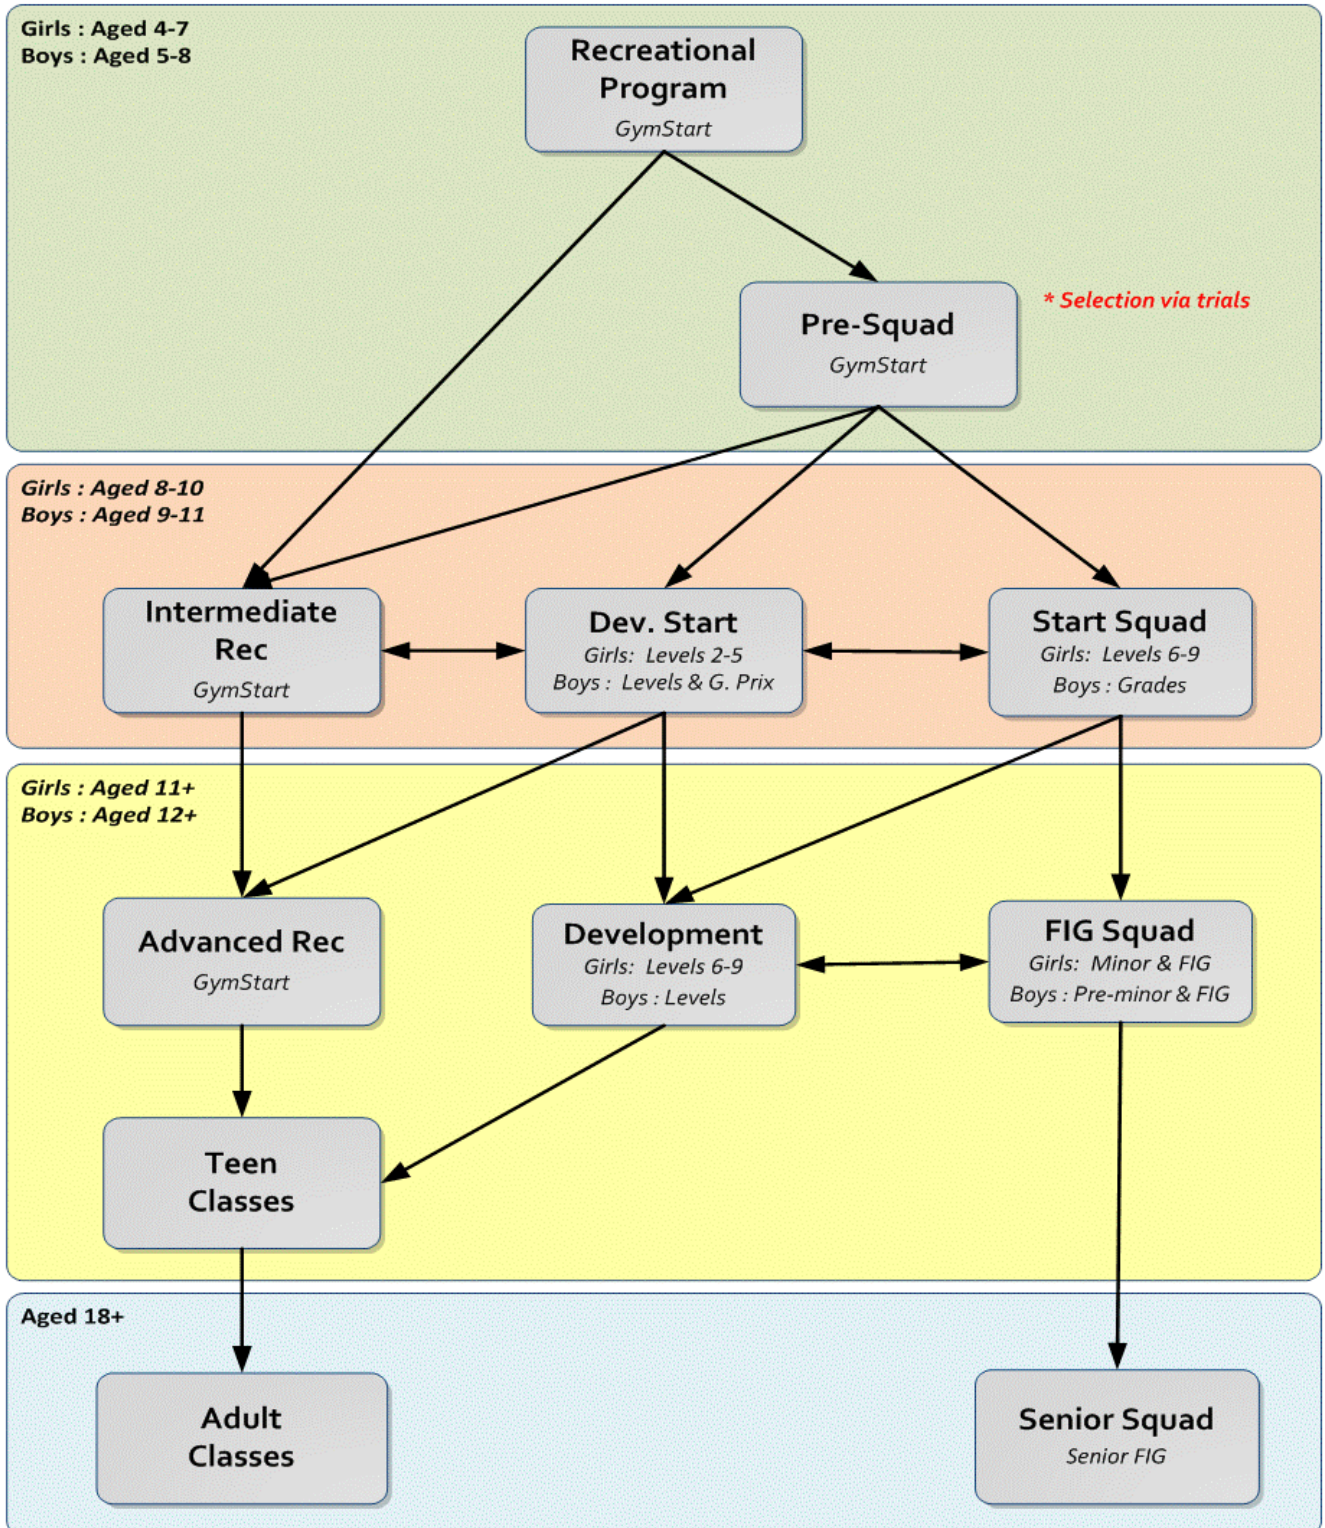 Girls : Aged 4-7
Boys : Aged 5-8
Recreational
Program
GymStart
* Selection via trials
Pre-Squad
GymStart
Girls : Aged 8-10
Boys : Aged 9-11
Intermediate
Rec
GymStart
Dev. Start
Girls: Levels 2-5
Boys : Levels & G. Prix
Start Squad
Girls: Levels 6-9
Boys : Grades
Girls : Aged 11+
Boys : Aged 12+
Advanced Rec
GymStart
Development
Girls: Levels 6-9
Boys : Levels
FIG Squad
Girls: Minor & FIG
Boys : Pre-minor & FIG
Teen
Classes
Aged 18+
Adult
Classes
Senior Squad
Senior FIG